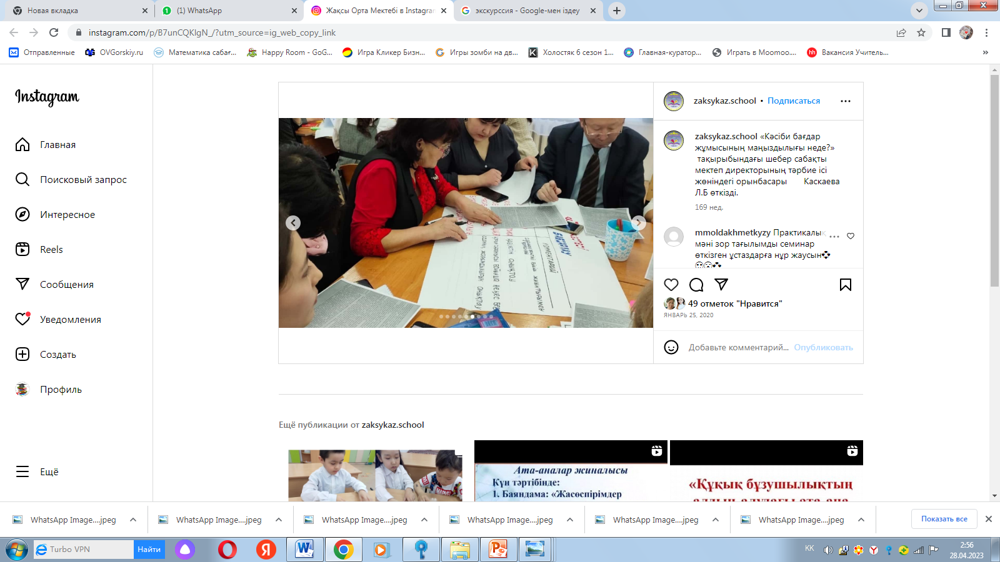 Новая вкладка
(1) WhatsApp
Жақсы Орта Мектебі в Instagram
экскурссия - Google-мен іздеу
instagram.com/p/B7unCQKlgN_/?utm_source=ig_web_copy_link
Отправленные
OVGorskiy.ru
Математика сабағ...
Happy Room - GoG...
Игра Кликер Бизн...
Игры зомби на дв...
Холостяк 6 сезон 1...
Главная-куратор...
Играть в Moomoo....
Вакансия Учитель...
Instagram
Главная
Поисковый запрос
Интересное
Reels
Сообщения
Уведомления
Создать
Профиль
Ещё
zaksykaz.school • Подписаться
zaksykaz.school «Кәсіби бағдар
жұмысының маңыздылығы неде?»
тақырыбындағы шебер сабақты
мектеп директорының тәрбие ісі
жөніндегі орынбасары Каскаева
Л.Б өткізді.
169 нед.
mmoldakhmetkyzy Практикалық
мәні зор тағылымды семинар
өткізген ұстаздарға нұр жаусын
49 отметок "Нравится"
ЯНВАРЬ 25, 2020
Добавьте комментарий... Опубликовать
Ещё публикации от zaksykaz.school
Ата-аналар жиналысы
Күн тәртібінде:
1. Баяндама: «Жасөспірімдер
«Құқық бұзушылықтың
WhatsApp Image....jpeg
WhatsApp Image....jpeg
WhatsApp Image....jpeg
WhatsApp Image....jpeg
WhatsApp Image....jpeg
WhatsApp Image....jpeg
Показать все
Turbo VPN
Найти
KK
2:56
28.04.2023